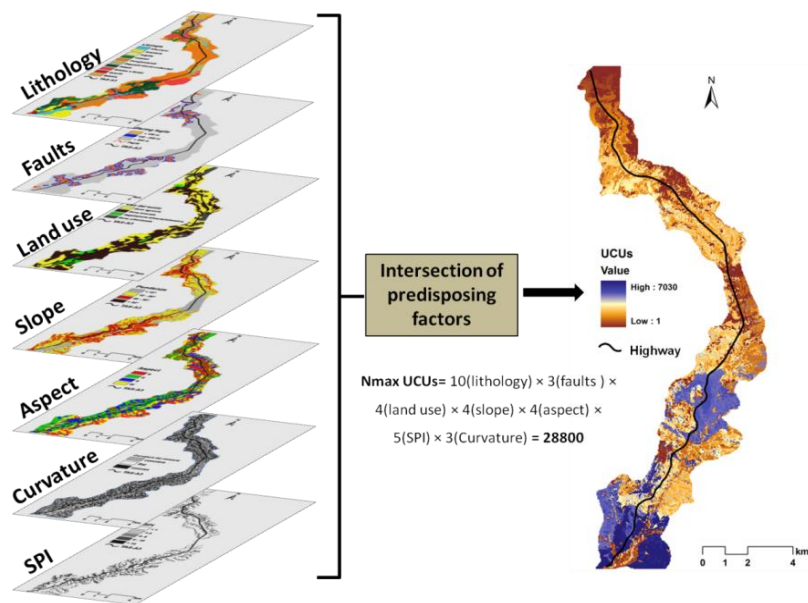 Lithology
Faults
Land use
Slope
Aspect
Curvature
SPI
Intersection of
predisposing
factors
Nmax UCUs= 10(lithology) × 3(faults ) ×
4(land use) × 4(slope) × 4(aspect) ×
5(SPI) × 3(Curvature) = 28800
N
UCUs
Value
High : 7030
Low : 1
Highway
km
0 1 2 4